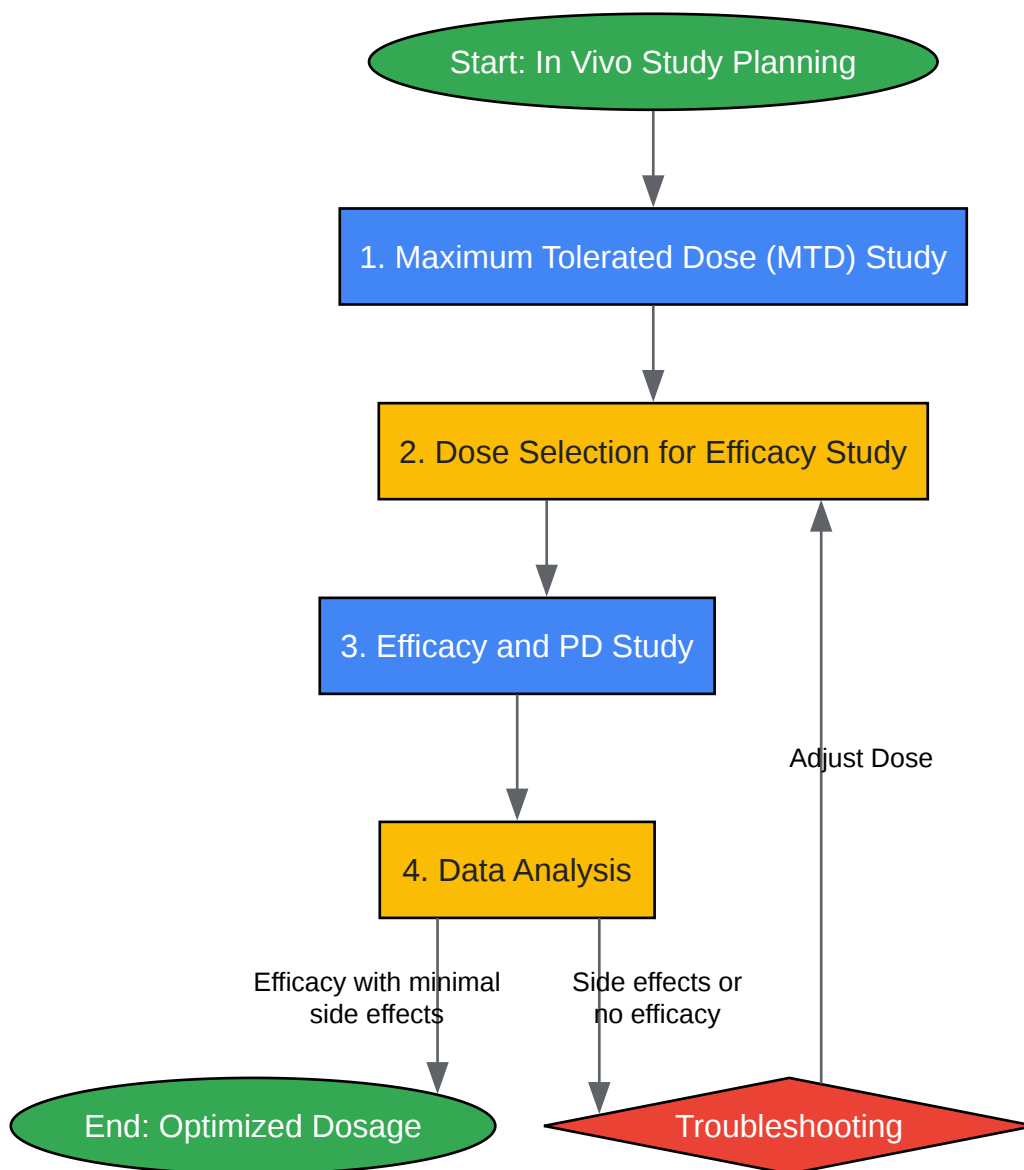 Start: In Vivo Study Planning
1. Maximum Tolerated Dose (MTD) Study
2. Dose Selection for Efficacy Study
3. Efficacy and PD Study
Adjust Dose
4. Data Analysis
Efficacy with minimal
side effects
Side effects or
no efficacy
End: Optimized Dosage
Troubleshooting